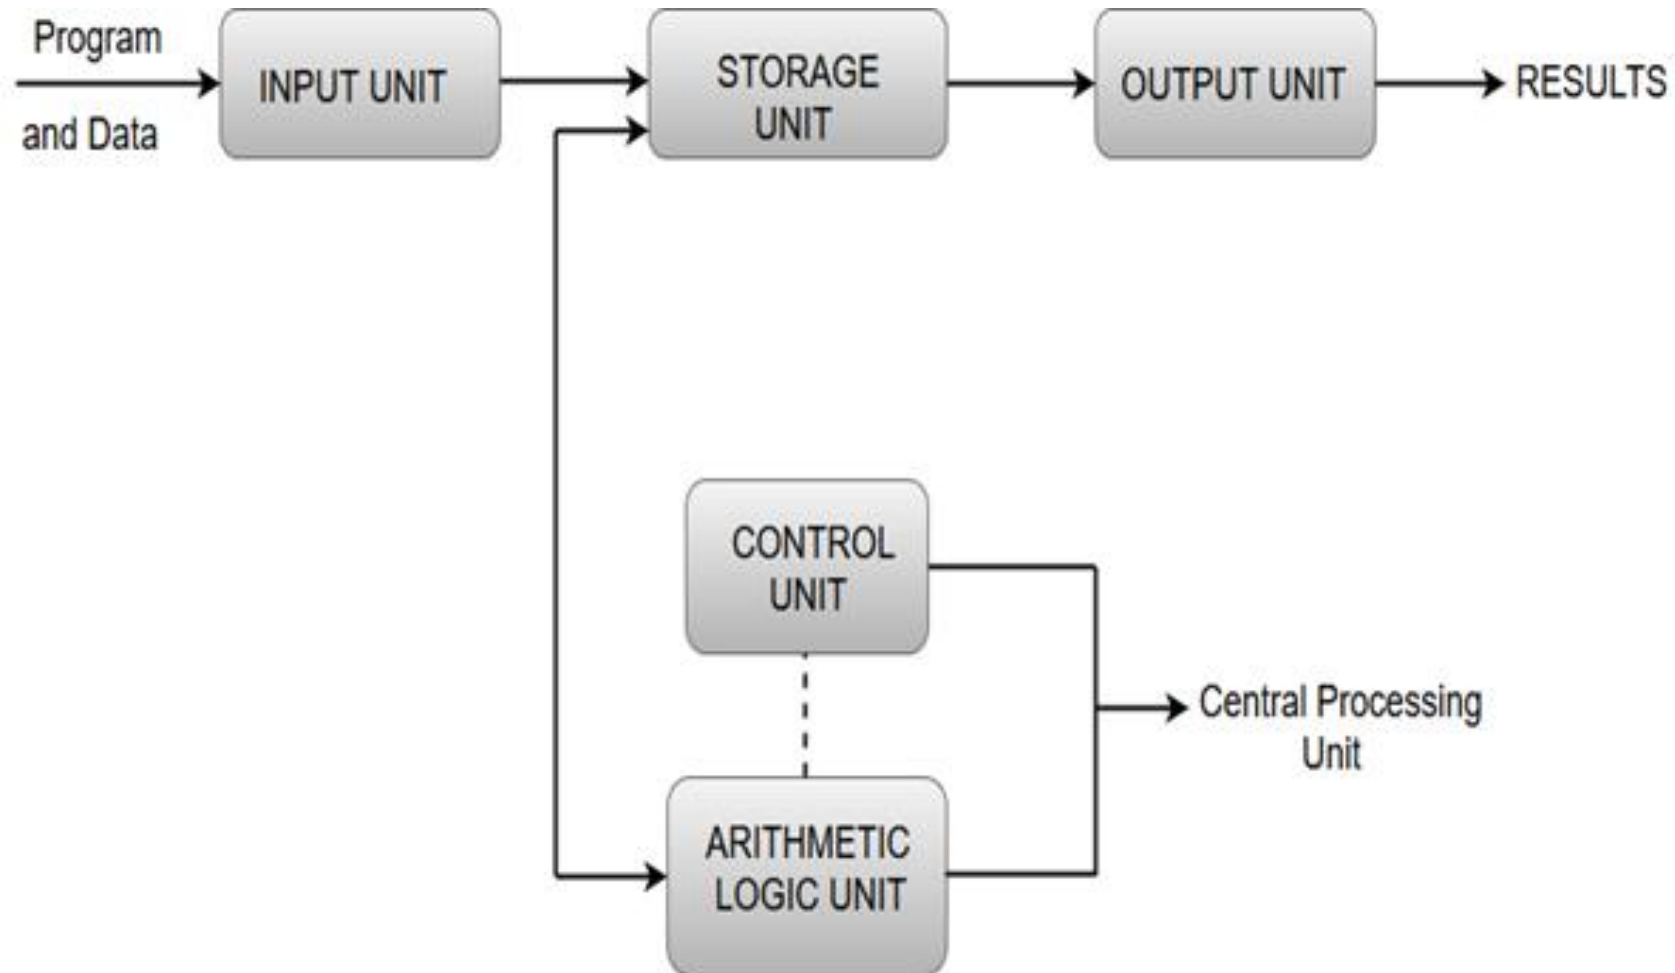 Program
and Data
INPUT UNIT
STORAGE
UNIT
OUTPUT UNIT
RESULTS
CONTROL
UNIT
ARITHMETIC
LOGIC UNIT
Central Processing
Unit